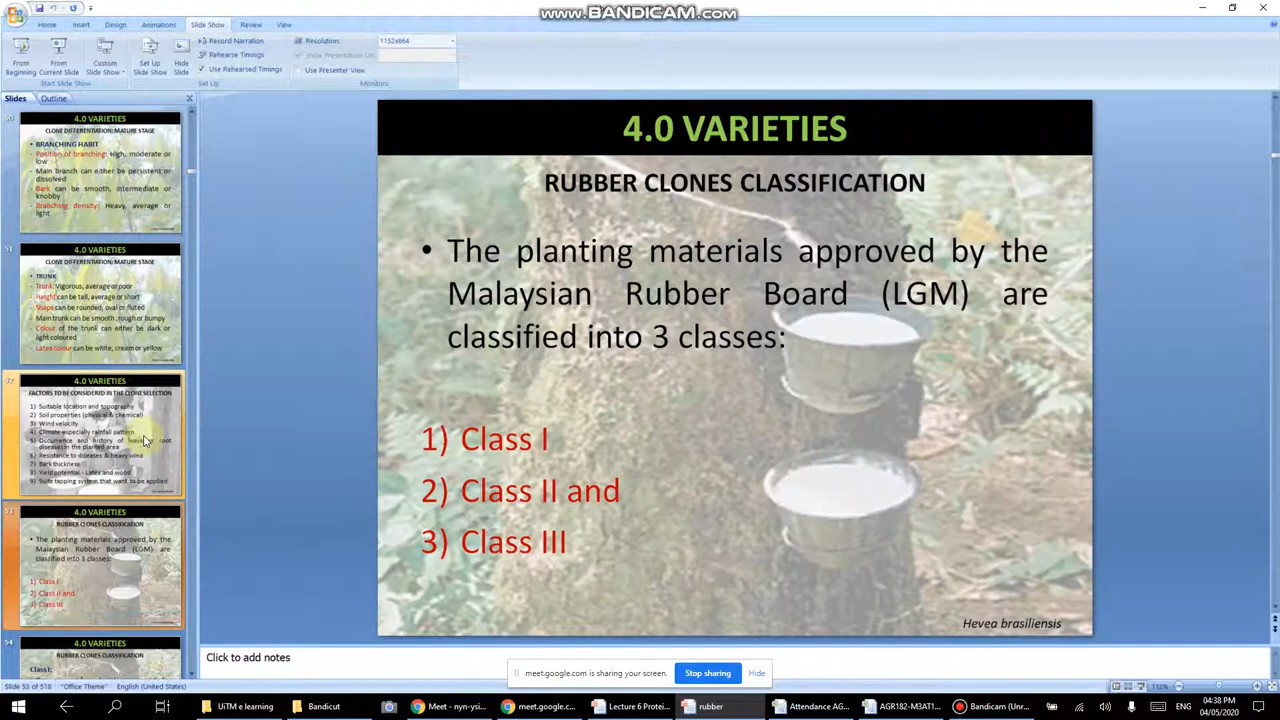 www.BANDICAM.com
Home Insert Design Animations Slide Show Review View
From Beginning
From Current Slide
Custom Slide Show
Set Up Slide Show
Hide Slide
Record Narration
Rehearse Timings
Use Rehearsed Timings
Resolution: 1152x864
Use Presenter View
Start Slide Show
Set Up
Monitors
Slides Outline
50
4.0 VARIETIES
CLONE DIFFERENTIATION: MATURE STAGE
• BRANCHING HABIT
- Position of branching: High, moderate or
low
- Main branch can either be persistent or
dissolved
- Bark can be smooth, intermediate or
knobby
- Branching density: Heavy, average or
light
51
4.0 VARIETIES
CLONE DIFFERENTIATION: MATURE STAGE
• TRUNK
- Trunk: Vigorous, average or poor
- Height can be tall, average or short
- Shape can be rounded, oval or fluted
- Main trunk can be smooth, rough or bumpy
- Colour of the trunk can either be dark or
light coloured
- Latex colour can be white, cream or yellow
4.0 VARIETIES
FACTORS TO BE CONSIDERED IN THE CLONE SELECTION
1) Suitable location and topography
2) Soil properties (physical & chemical)
3) Wind velocity
4) Climate especially rainfall pattern
5) Occurrence and history of root
diseases in the planted area
6) Resistance to diseases & heavy wind
7) Bark thickness
8) Yield potential - Latex and wood
9) Suite tapping system that want to be applied
53
4.0 VARIETIES
RUBBER CLONES CLASSIFICATION
• The planting materials approved by the
Malaysian Rubber Board (LGM) are
classified into 3 classes:
1) Class I
2) Class II and
3) Class III
54
4.0 VARIETIES
RUBBER CLONES CLASSIFICATION
Class I:
4.0 VARIETIES
RUBBER CLONES CLASSIFICATION
• The planting materials approved by the
Malaysian Rubber Board (LGM) are
classified into 3 classes:
1) Class I
2) Class II and
3) Class III
Hevea brasiliensis
Click to add notes
meet.google.com is sharing your screen. Stop sharing Hide
Slide 53 of 518 "Office Theme" English (United States) 112%
UiTM e learning Bandicut Meet - nyn-ysi... meet.google.c... Lecture 6 Protei... rubber Attendance AG... AGR182-M3AT1... Bandicam (Unr... ENG 04:38 PM
04/05/2020